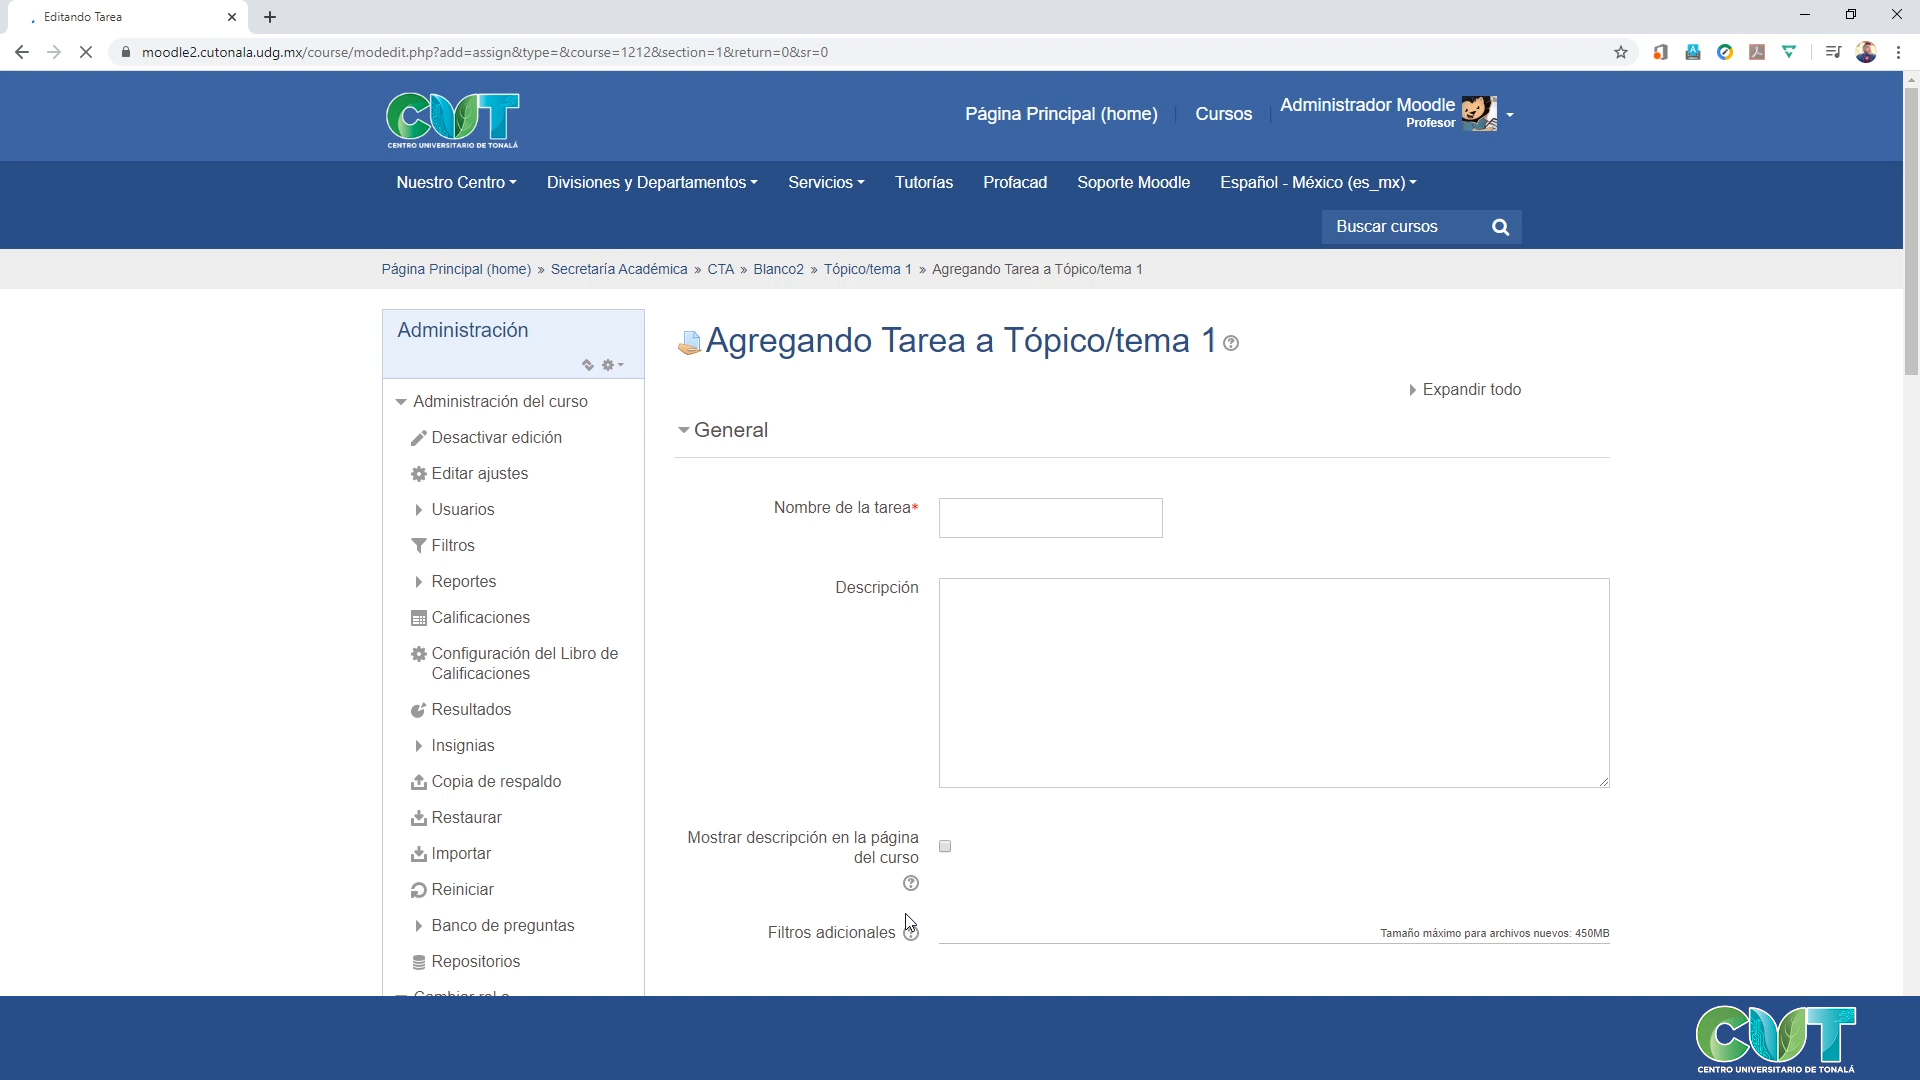 Editando Tarea
moodle2.cutonala.udg.mx/course/modedit.php?add=assign&type=&course=1212&section=1&return=0&sr=0
CUT
CENTRO UNIVERSITARIO DE TONALÁ
Página Principal (home)
Cursos
Administrador Moodle
Profesor
Nuestro Centro
Divisiones y Departamentos
Servicios
Tutorías
Profacad
Soporte Moodle
Español - México (es_mx)
Buscar cursos
Página Principal (home) » Secretaría Académica » CTA » Blanco2 » Tópico/tema 1 » Agregando Tarea a Tópico/tema 1
Administración
Administración del curso
Desactivar edición
Editar ajustes
Usuarios
Filtros
Reportes
Calificaciones
Configuración del Libro de
Calificaciones
Resultados
Insignias
Copia de respaldo
Restaurar
Importar
Reiniciar
Banco de preguntas
Repositorios
Agregando Tarea a Tópico/tema 1
Expandir todo
General
Nombre de la tarea*
Descripción
Mostrar descripción en la página
del curso
Filtros adicionales
Tamaño máximo para archivos nuevos: 450MB
CUT
CENTRO UNIVERSITARIO DE TONALÁ